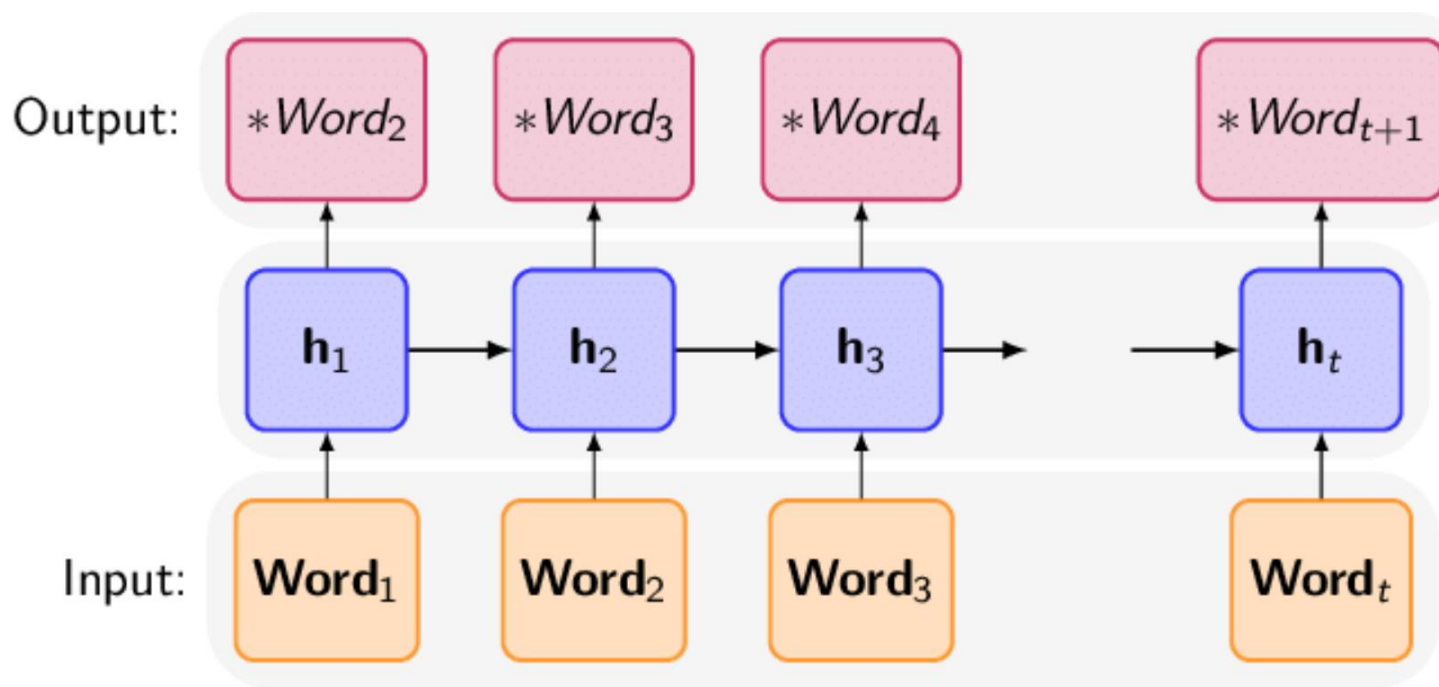 Output: *Word₂ *Word₃ *Word₄ *Wordₜ₊₁
h₁ h₂ h₃ hₜ
Input: Word₁ Word₂ Word₃ Wordₜ